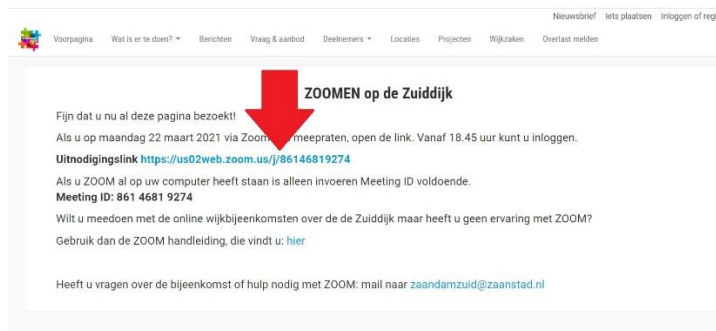 Nieuwsbrief Iets plaatsen Inloggen of regi
Voorpagina Wat is er te doen? Berichten Vraag & aanbod Deelnemers Locaties Projecten Wijkzaken Overlast melden
ZOOMEN op de Zuiddijk
Fijn dat u nu al deze pagina bezoekt!
Als u op maandag 22 maart 2021 via Zoom meepraten, open de link. Vanaf 18.45 uur kunt u inloggen.
Uitnodigingslink https://us02web.zoom.us/j/86146819274
Als u ZOOM al op uw computer heeft staan is alleen invoeren Meeting ID voldoende.
Meeting ID: 861 4681 9274
Wilt u meedoen met de online wijkbijeenkomsten over de de Zuiddijk maar heeft u geen ervaring met ZOOM?
Gebruik dan de ZOOM handleiding, die vindt u: hier
Heeft u vragen over de bijeenkomst of hulp nodig met ZOOM: mail naar zaandamzuid@zaanstad.nl